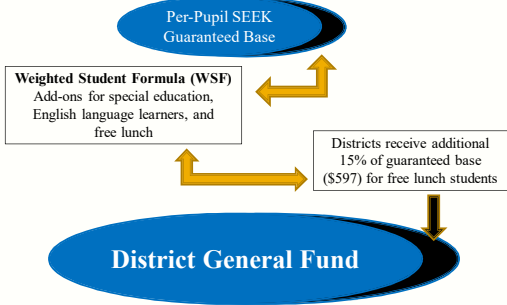 Per-Pupil SEEK
Guaranteed Base
Weighted Student Formula (WSF)
Add-ons for special education,
English language learners, and
free lunch
Districts receive additional
15% of guaranteed base
($597) for free lunch students
District General Fund